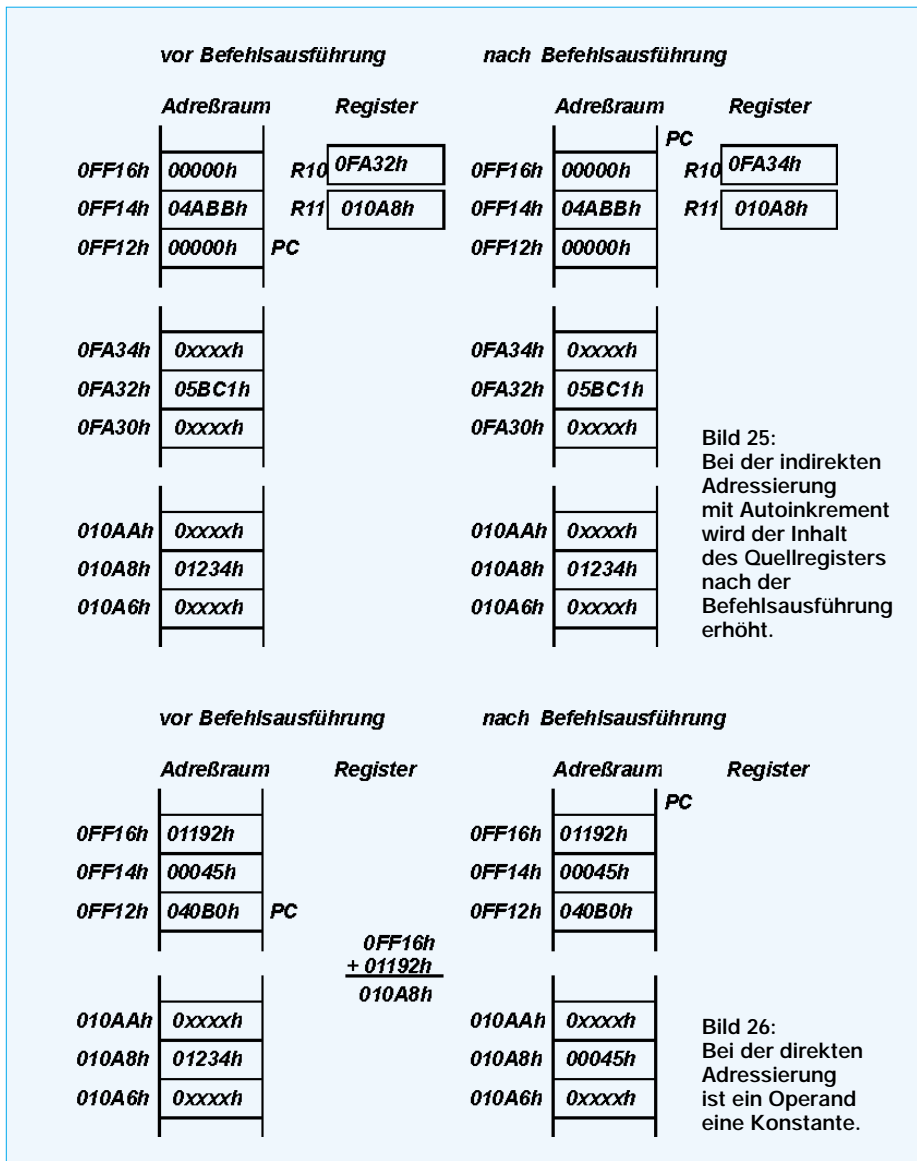 vor Befehlsausführung nach Befehlsausführung
Adreßraum Register Adreßraum Register
PC
0FF16h 00000h R10 0FA32h 0FF16h 00000h R10 0FA34h
0FF14h 04ABBh R11 010A8h 0FF14h 04ABBh R11 010A8h
0FF12h 00000h PC 0FF12h 00000h
0FA34h 0xxxxh 0FA34h 0xxxxh
0FA32h 05BC1h 0FA32h 05BC1h
0FA30h 0xxxxh 0FA30h 0xxxxh
010AAh 0xxxxh 010AAh 0xxxxh
010A8h 01234h 010A8h 01234h
010A6h 0xxxxh 010A6h 0xxxxh
Bild 25:
Bei der indirekten
Adressierung
mit Autoinkrement
wird der Inhalt
des Quellregisters
nach der
Befehlsausführung
erhöht.
vor Befehlsausführung nach Befehlsausführung
Adreßraum Register Adreßraum Register
PC
0FF16h 01192h 0FF16h 01192h
0FF14h 00045h 0FF14h 00045h
0FF12h 040B0h PC 0FF12h 040B0h
0FF16h
+ 01192h
010A8h
010AAh 0xxxxh 010AAh 0xxxxh
010A8h 01234h 010A8h 00045h
010A6h 0xxxxh 010A6h 0xxxxh
Bild 26:
Bei der direkten
Adressierung
ist ein Operand
eine Konstante.